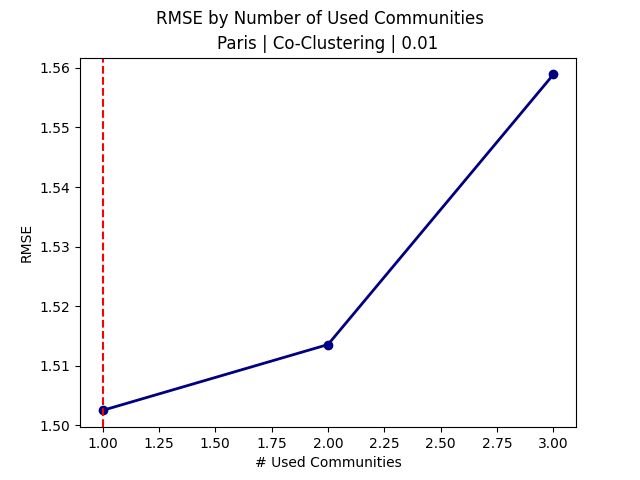 RMSE by Number of Used Communities
Paris | Co-Clustering | 0.01
1.56
1.55
1.54
1.53
1.52
1.51
1.50
RMSE
1.00 1.25 1.50 1.75 2.00 2.25 2.50 2.75 3.00
# Used Communities